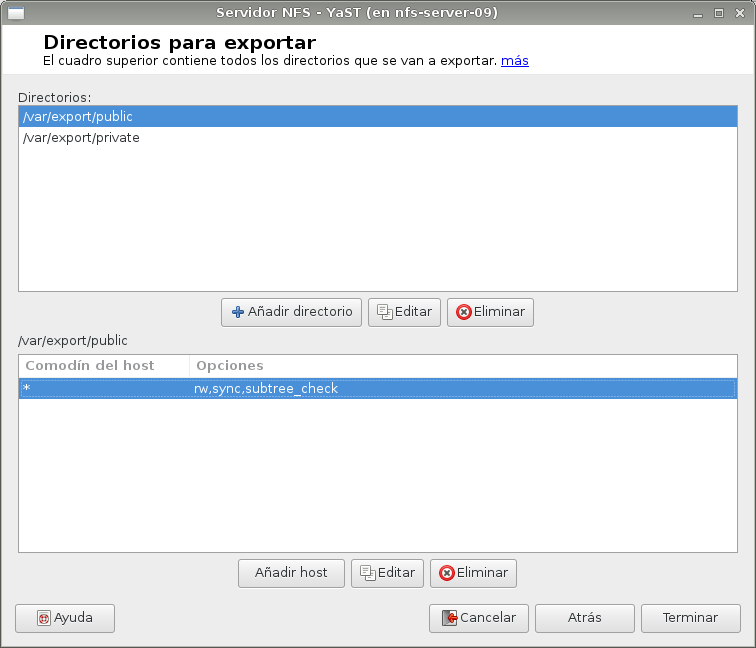 Servidor NFS - YaST (en nfs-server-09)
Directorios para exportar
El cuadro superior contiene todos los directorios que se van a exportar. más
Directorios:
/var/export/public
/var/export/private
Añadir directorio Editar Eliminar
/var/export/public
Comodín del host Opciones
* rw,sync,subtree_check
Añadir host Editar Eliminar
Ayuda Cancelar Atrás Terminar